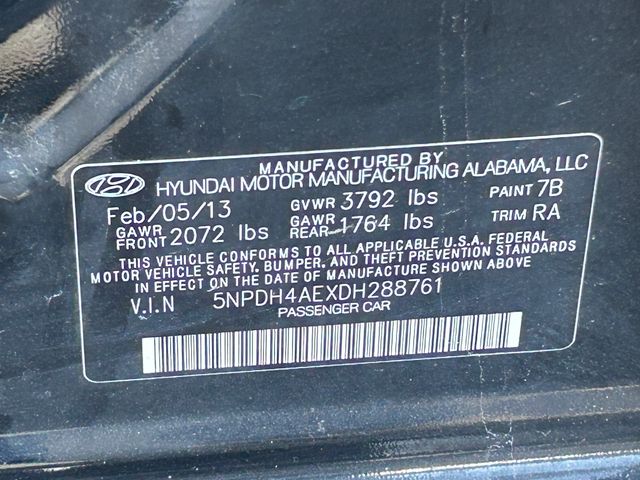 MANUFACTURED BY
HYUNDAI MOTOR MANUFACTURING ALABAMA, LLC
Feb/05/13 GVWR 3792 lbs PAINT 7B
GAWR FRONT 2072 lbs GAWR REAR 1764 lbs TRIM RA
THIS VEHICLE CONFORMS TO ALL APPLICABLE U.S.A. FEDERAL
MOTOR VEHICLE SAFETY, BUMPER, AND THEFT PREVENTION STANDARDS
IN EFFECT ON THE DATE OF MANUFACTURE SHOWN ABOVE
V.I.N 5NPDH4AEXDH288761
PASSENGER CAR